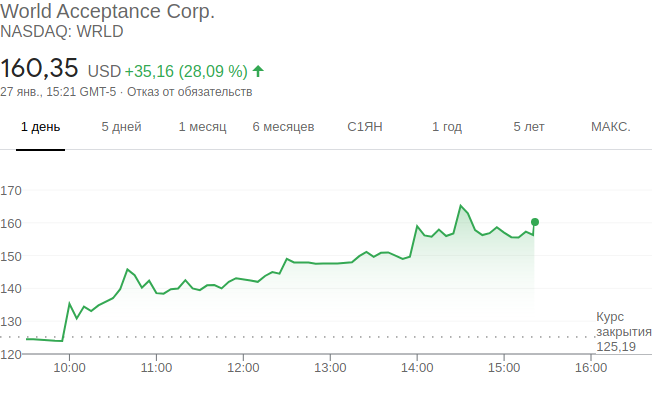 World Acceptance Corp.
NASDAQ: WRLD
160,35 USD +35,16 (28,09 %)
27 янв., 15:21 GMT-5 · Отказ от обязательств
1 день 5 дней 1 месяц 6 месяцев С1ЯН 1 год 5 лет МАКС.
170
160
150
140
130
120
Курс
закрытия
125,19
10:00 11:00 12:00 13:00 14:00 15:00 16:00